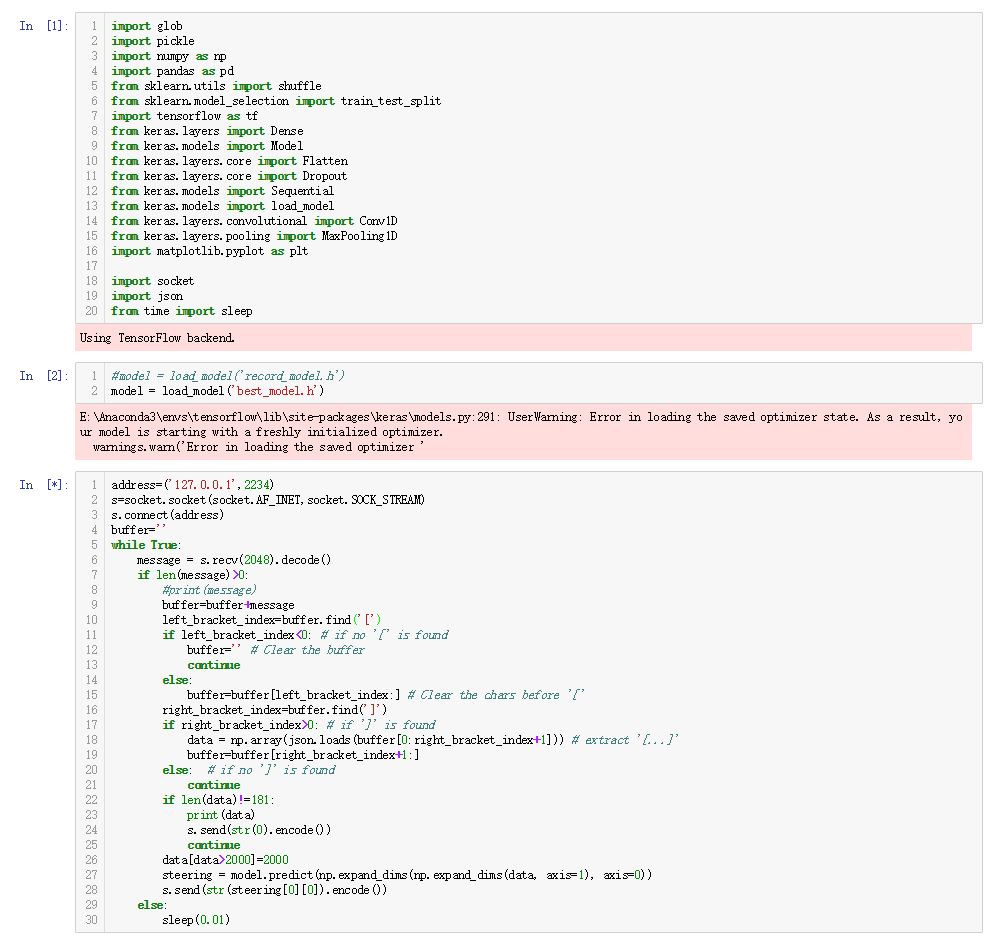 In [1]:
1 import glob
2 import pickle
3 import numpy as np
4 import pandas as pd
5 from sklearn.utils import shuffle
6 from sklearn.model_selection import train_test_split
7 import tensorflow as tf
8 from keras.layers import Dense
9 from keras.models import Model
10 from keras.layers.core import Flatten
11 from keras.layers.core import Dropout
12 from keras.models import Sequential
13 from keras.models import load_model
14 from keras.layers.convolutional import Conv1D
15 from keras.layers.pooling import MaxPooling1D
16 import matplotlib.pyplot as plt
17
18 import socket
19 import json
20 from time import sleep
Using TensorFlow backend.
In [2]:
1 #model = load_model('record_model.h')
2 model = load_model('best_model.h')
E:\Anaconda3\envs\tensorflow\lib\site-packages\keras\models.py:291: UserWarning: Error in loading the saved optimizer state. As a result, yo
ur model is starting with a freshly initialized optimizer.
  warnings.warn('Error in loading the saved optimizer '
In [*]:
1 address=('127.0.0.1',2234)
2 s=socket.socket(socket.AF_INET,socket.SOCK_STREAM)
3 s.connect(address)
4 buffer=''
5 while True:
6     message = s.recv(2048).decode()
7     if len(message)>0:
8         #print(message)
9         buffer=buffer+message
10         left_bracket_index=buffer.find('[')
11         if left_bracket_index<0: # if no '[' is found
12             buffer='' # Clear the buffer
13             continue
14         else:
15             buffer=buffer[left_bracket_index:] # Clear the chars before '['
16         right_bracket_index=buffer.find(']')
17         if right_bracket_index>0: # if ']' is found
18             data = np.array(json.loads(buffer[0:right_bracket_index+1])) # extract '[...]'
19             buffer=buffer[right_bracket_index+1:]
20         else:  # if no ']' is found
21             continue
22         if len(data)!=181:
23             print(data)
24             s.send(str(0).encode())
25             continue
26         data[data>2000]=2000
27         steering = model.predict(np.expand_dims(np.expand_dims(data, axis=1), axis=0))
28         s.send(str(steering[0][0]).encode())
29     else:
30         sleep(0.01)